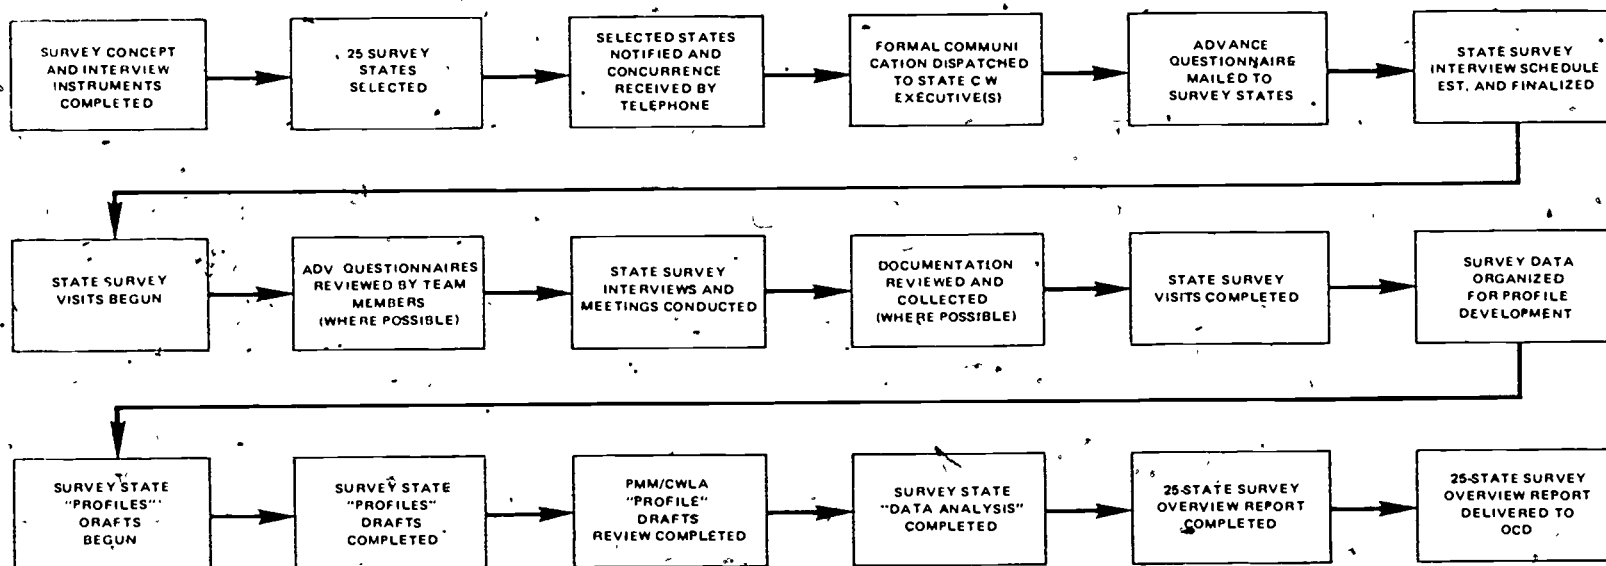 SURVEY CONCEPT
AND INTERVIEW
INSTRUMENTS
COMPLETED
25 SURVEY
STATES
SELECTED
SELECTED STATES
NOTIFIED AND
CONCURRENCE
RECEIVED BY
TELEPHONE
FORMAL COMMUNI
CATION DISPATCHED
TO STATE C W
EXECUTIVE(S)
ADVANCE
QUESTIONNAIRE
MAILED TO
SURVEY STATES
STATE SURVEY
INTERVIEW SCHEDULE
EST. AND FINALIZED
STATE SURVEY
VISITS BEGUN
ADV QUESTIONNAIRES
REVIEWED BY TEAM
MEMBERS
(WHERE POSSIBLE)
STATE SURVEY
INTERVIEWS AND
MEETINGS CONDUCTED
DOCUMENTATION
REVIEWED AND
COLLECTED
(WHERE POSSIBLE)
STATE SURVEY
VISITS COMPLETED
SURVEY DATA
ORGANIZED
FOR PROFILE
DEVELOPMENT
SURVEY STATE
"PROFILES"
DRAFTS
BEGUN
SURVEY STATE
"PROFILES"
DRAFTS
COMPLETED
PMM/CWLA
"PROFILE"
DRAFTS
REVIEW COMPLETED
SURVEY STATE
"DATA ANALYSIS"
COMPLETED
25-STATE SURVEY
OVERVIEW REPORT
COMPLETED
25-STATE SURVEY
OVERVIEW REPORT
DELIVERED TO
OCD